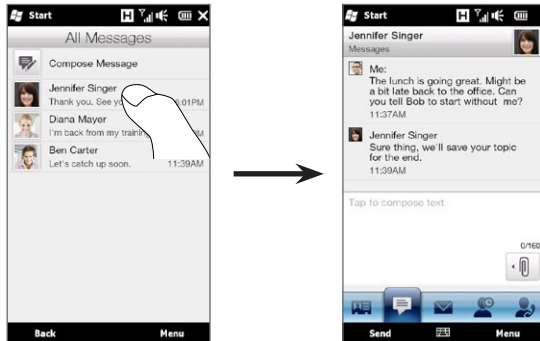 Start H
All Messages
Compose Message
Jennifer Singer
Thank you. See 6:01PM
Diana Mayer
I'm back from my training
Ben Carter
Let's catch up soon. 11:39AM
Back Menu
Start H
Jennifer Singer
Messages
Me:
The lunch is going great. Might be
a bit late back to the office. Can
you tell Bob to start without me?
11:37AM
Jennifer Singer
Sure thing, we'll save your topic
for the end.
11:39AM
Tap to compose text
0/160
Send Menu